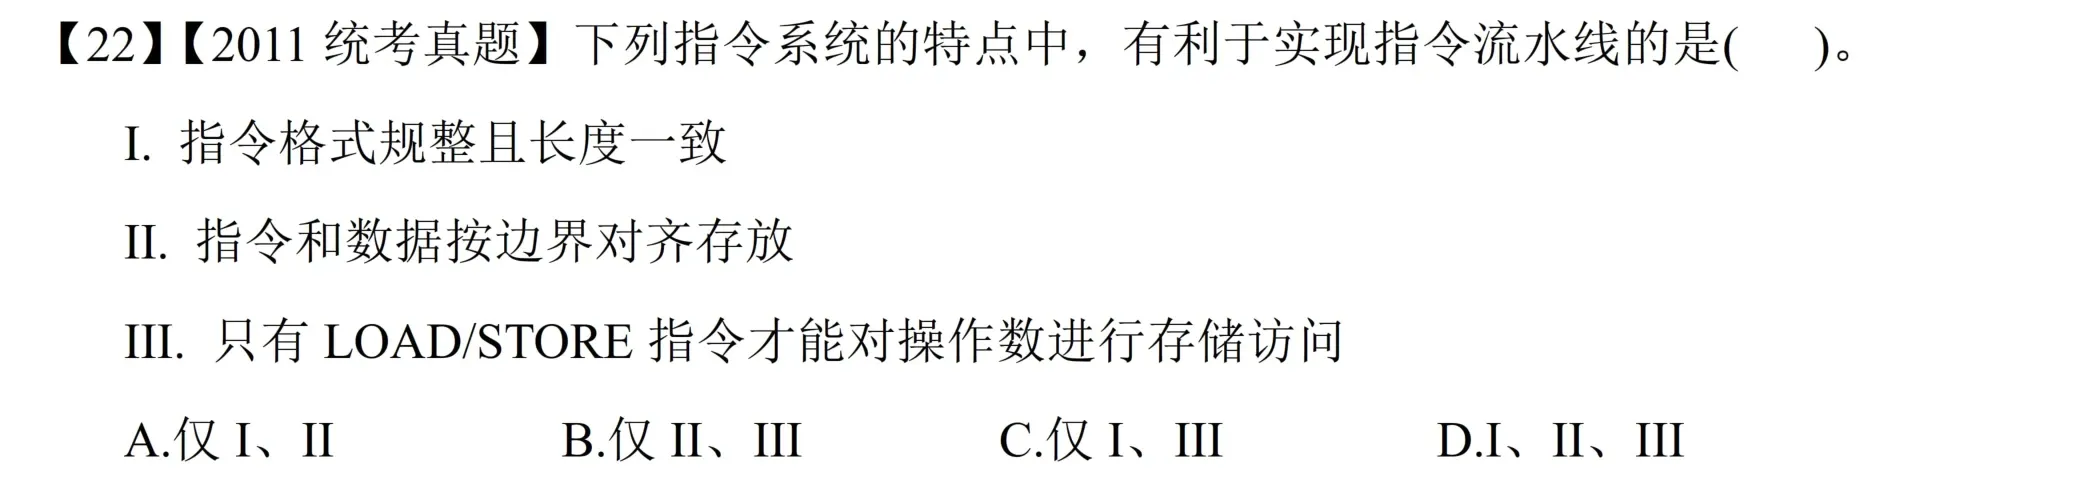 【22】【2011 统考真题】下列指令系统的特点中，有利于实现指令流水线的是(  )。
I. 指令格式规整且长度一致
II. 指令和数据按边界对齐存放
III. 只有 LOAD/STORE 指令才能对操作数进行存储访问
A.仅 I、II B.仅 II、III C.仅 I、III D.I、II、III